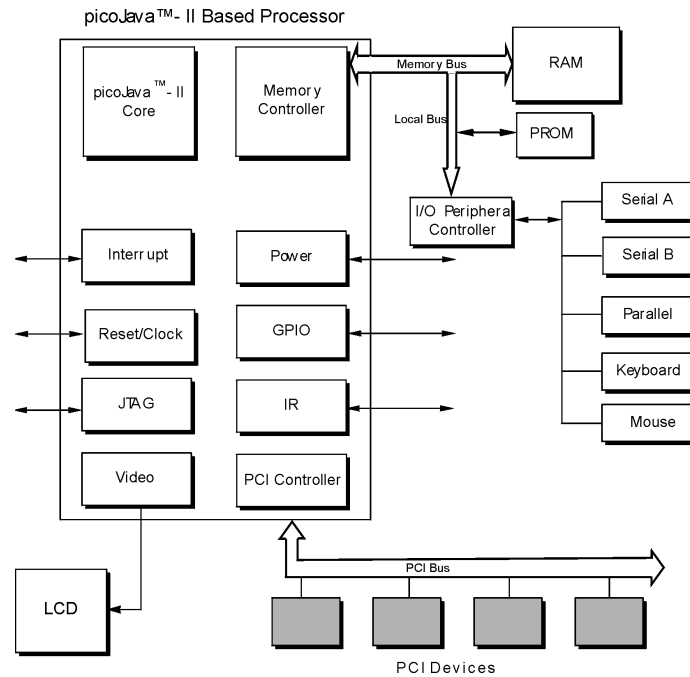 picoJava™- II Based Processor
picoJava™- II
Core
Memory
Controller
Memory Bus
RAM
Local Bus
PROM
I/O Periphera
Controller
Serial A
Serial B
Parallel
Keyboard
Mouse
Interrupt
Power
Reset/Clock
GPIO
JTAG
IR
Video
PCI Controller
LCD
PCI Bus
PCI Devices